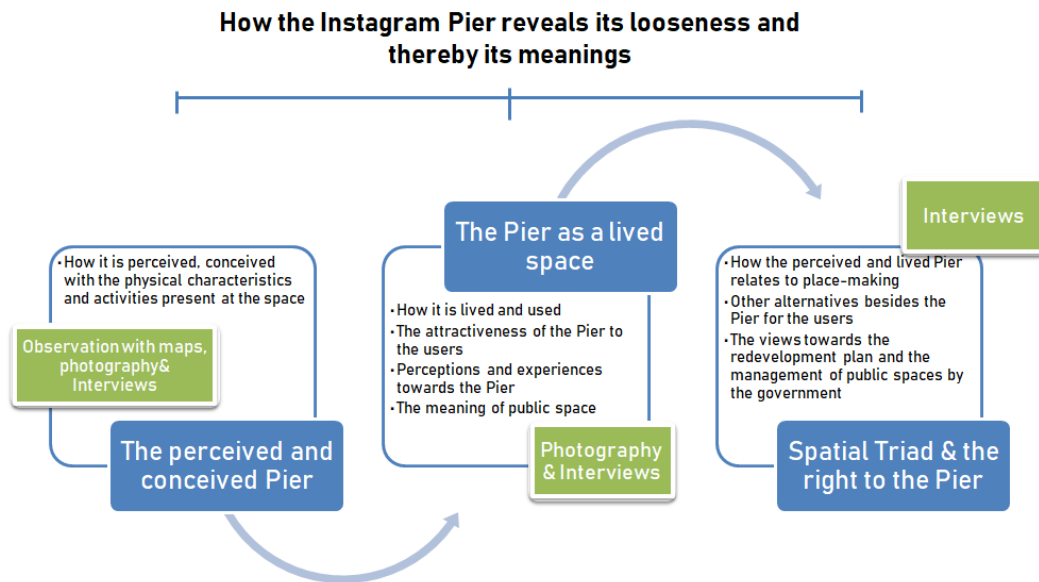 How the Instagram Pier reveals its looseness and
thereby its meanings
•How it is perceived, conceived
with the physical characteristics
and activities present at the space
Observation with maps,
photography&
Interviews
The perceived and
conceived Pier
The Pier as a lived
space
•How it is lived and used
•The attractiveness of the Pier to
the users
•Perceptions and experiences
towards the Pier
•The meaning of public space
Photography
& Interviews
Interviews
•How the perceived and lived Pier
relates to place-making
•Other alternatives besides the
Pier for the users
•The views towards the
redevelopment plan and the
management of public spaces by
the government
Spatial Triad & the
right to the Pier